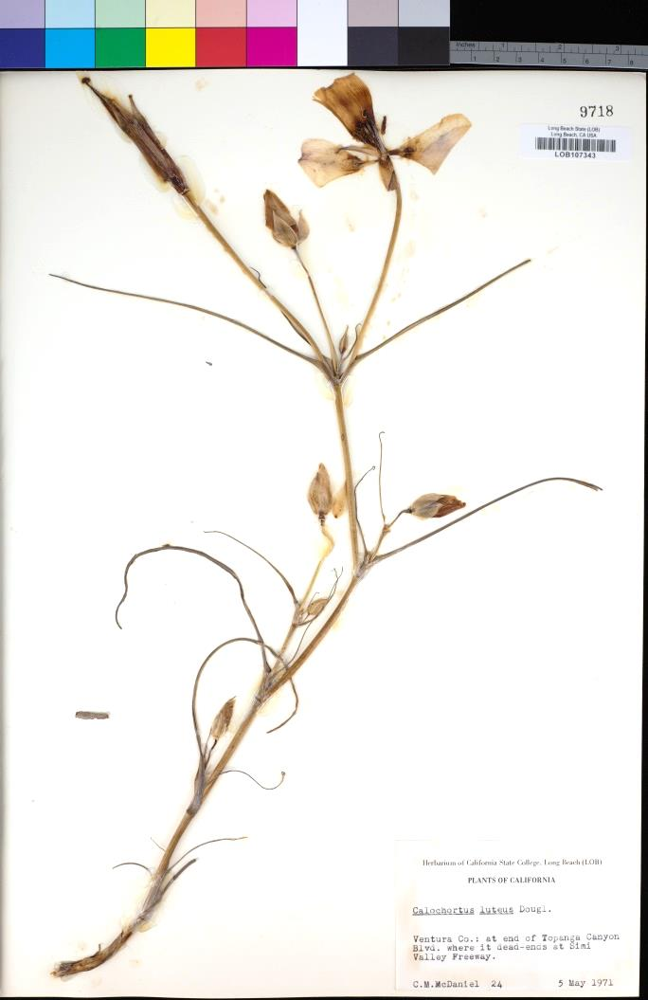 Inches 1 2 3
1 2 3 4 5 6 7 8
9718
Long Beach State (LOB)
Long Beach, CA USA
LOB107343
Herbarium of California State College, Long Beach (LOB)
PLANTS OF CALIFORNIA
Calochortus luteus Dougl.
Ventura Co.: at end of Topanga Canyon
Blvd. where it dead-ends at Simi
Valley Freeway.
C.M.McDaniel 24 5 May 1971